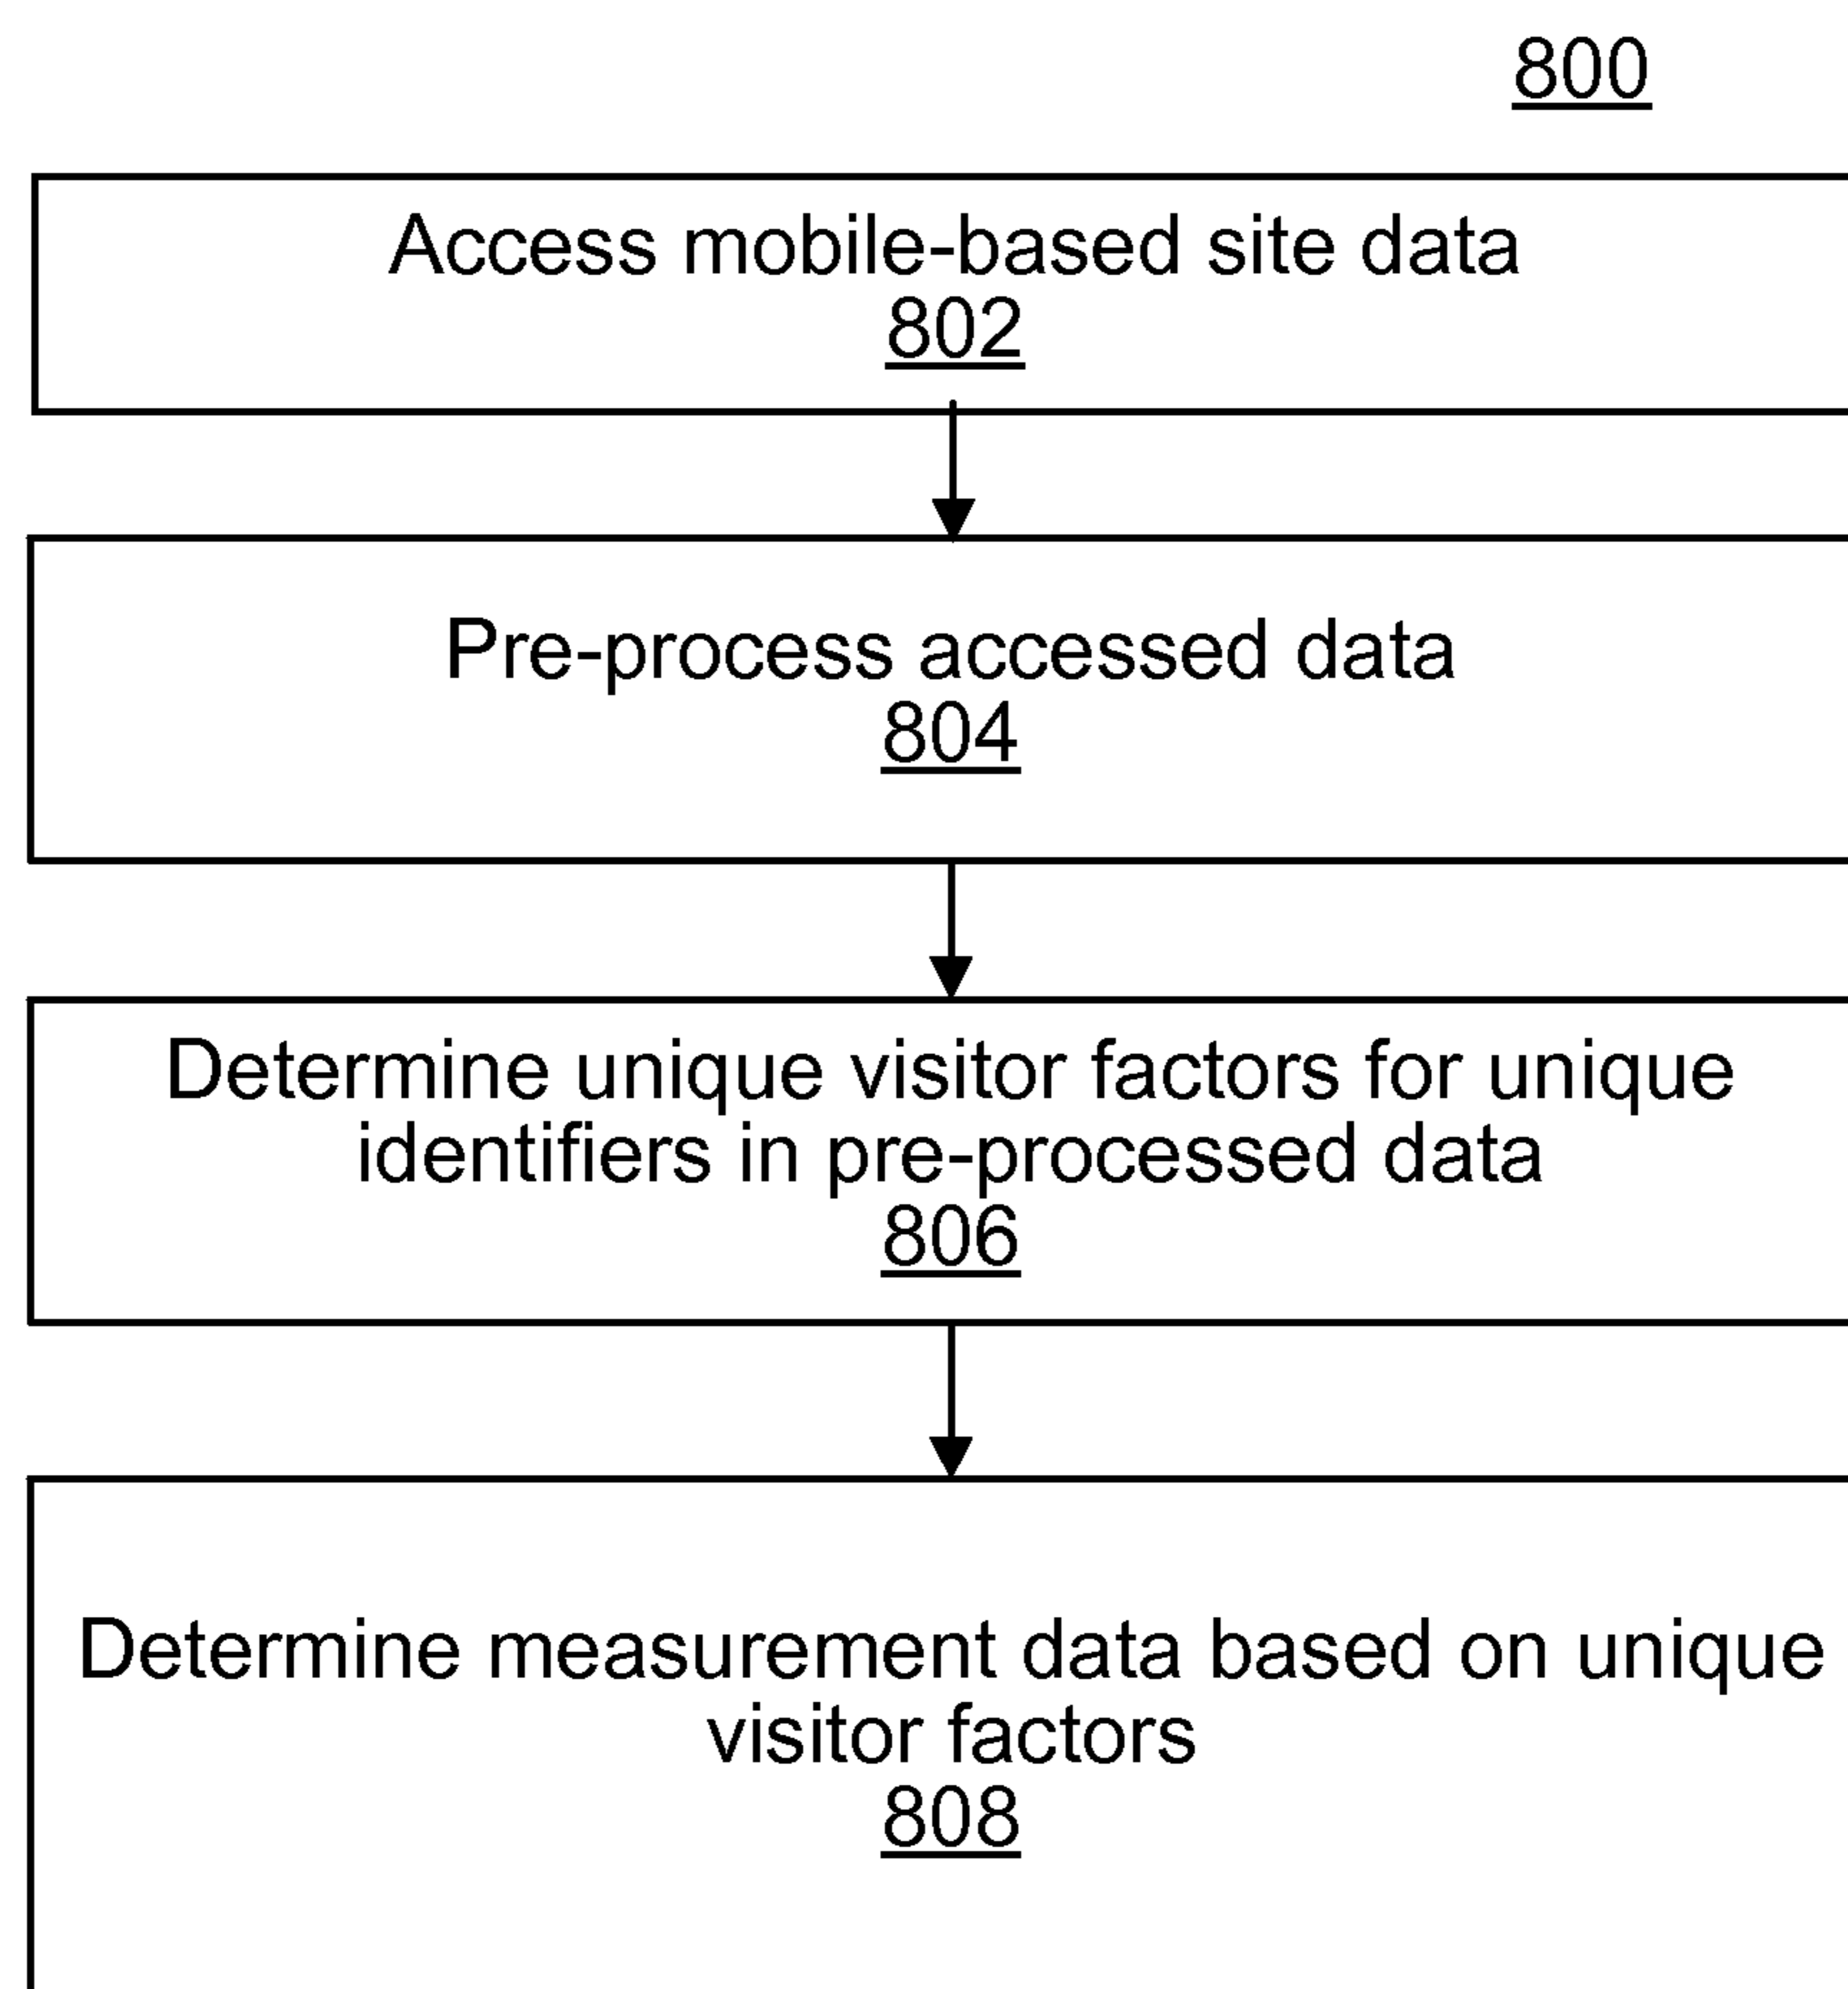 800
Access mobile-based site data
802
Pre-process accessed data
804
Determine unique visitor factors for unique
identifiers in pre-processed data
806
Determine measurement data based on unique
visitor factors
808